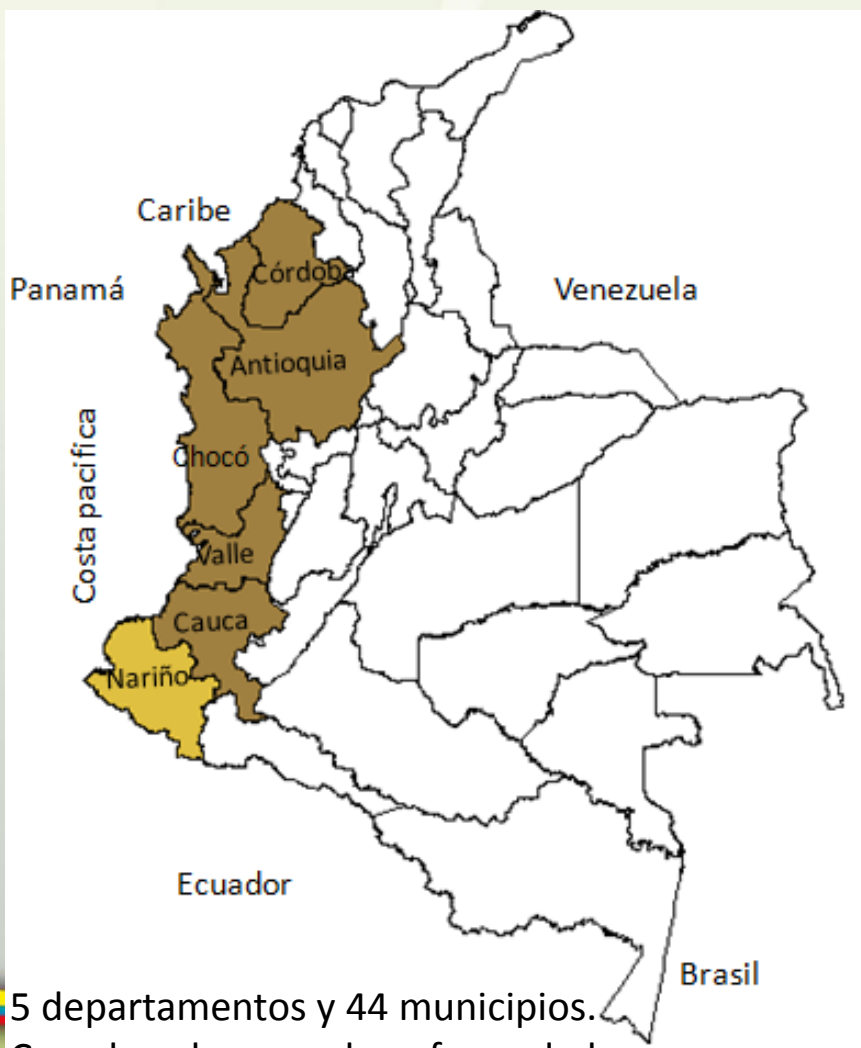 Caribe
Panamá
Córdoba
Venezuela
Antioquia
Costa pacifica
Chocó
Valle
Cauca
Nariño
Ecuador
Brasil
5 departamentos y 44 municipios.